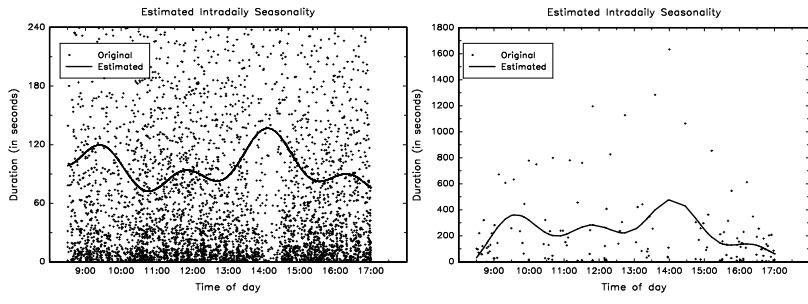 Estimated Intradaily Seasonality
Duration (in seconds)
240
180
120
60
0
Original
Estimated
9:00 10:00 11:00 12:00 13:00 14:00 15:00 16:00 17:00
Time of day
Estimated Intradaily Seasonality
Duration (in seconds)
1800
1600
1400
1200
1000
800
600
400
200
0
Original
Estimated
9:00 10:00 11:00 12:00 13:00 14:00 15:00 16:00 17:00
Time of day